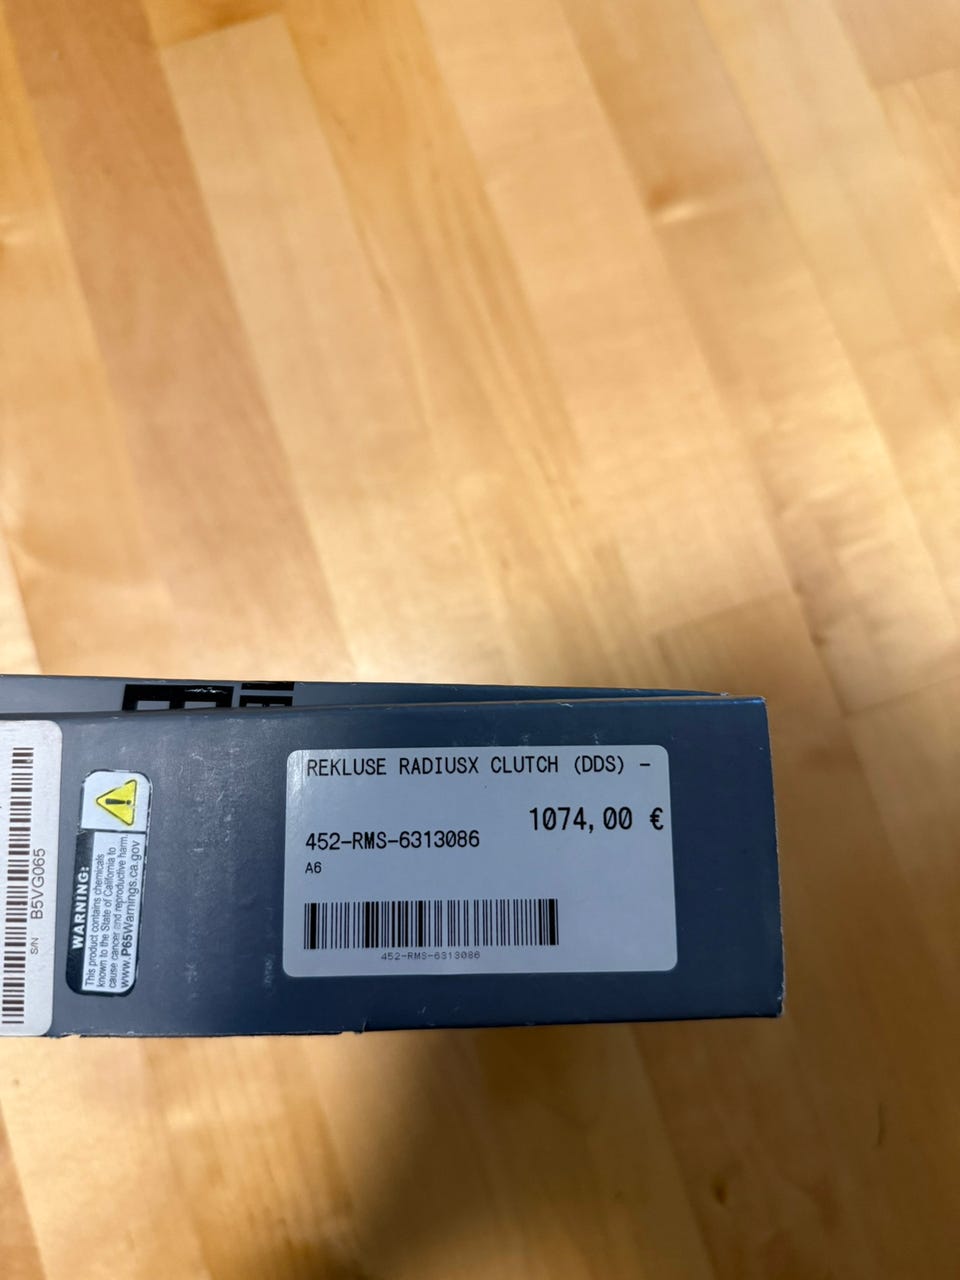 REKLUSE RADIUSX CLUTCH (DDS) -
1074,00 €
452-RMS-6313086
A6
452-RMS-6313086
WARNING:
This product contains chemicals
known to the State of California to
cause cancer and reproductive harm.
www.P65Warnings.ca.gov
S/N B5VG065